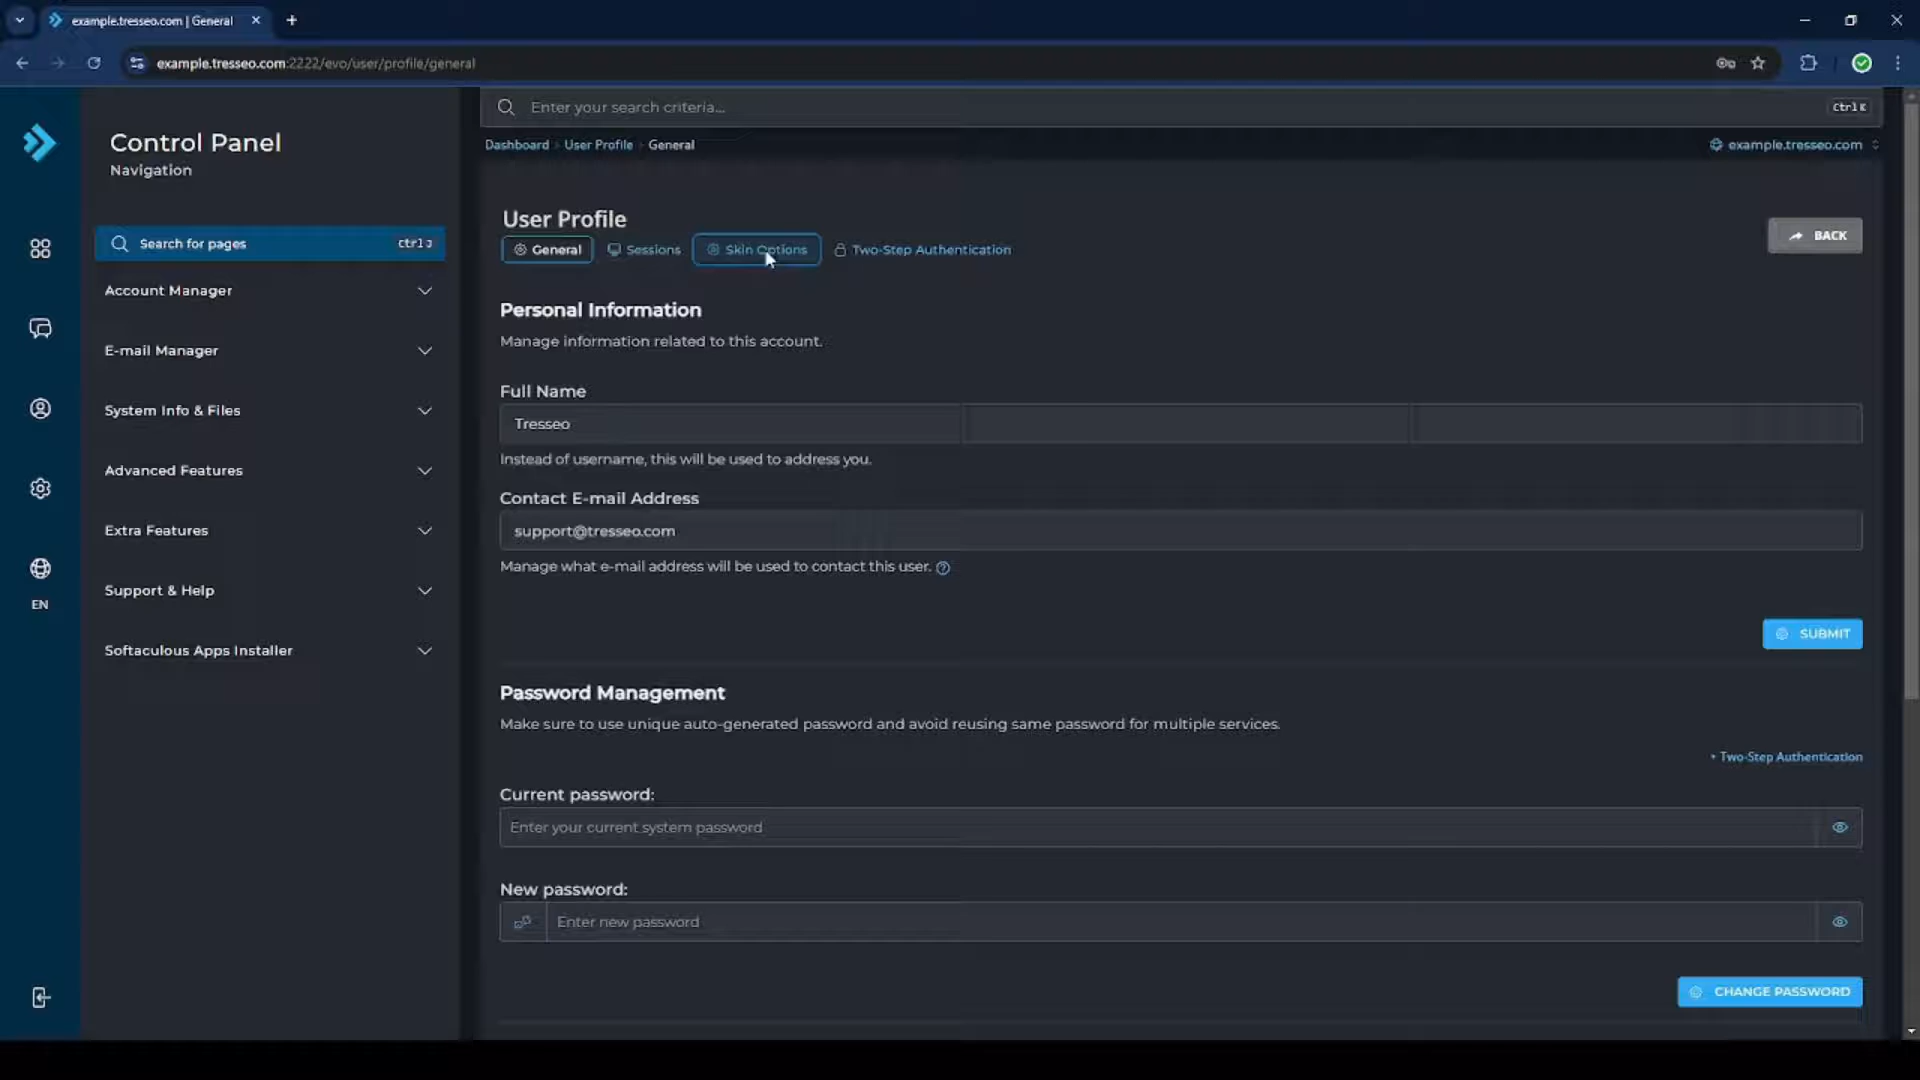 example.tresseo.com | General
example.tresseo.com:2222/evo/user/profile/general
Control Panel
Navigation
Search for pages
Ctrl J
Account Manager
E-mail Manager
System Info & Files
Advanced Features
Extra Features
Support & Help
Softaculous Apps Installer
EN
Enter your search criteria...
Ctrl K
Dashboard
User Profile
General
example.tresseo.com
User Profile
General
Sessions
Skin Options
Two-Step Authentication
BACK
Personal Information
Manage information related to this account.
Full Name
Tresseo
Instead of username, this will be used to address you.
Contact E-mail Address
support@tresseo.com
Manage what e-mail address will be used to contact this user.
SUBMIT
Password Management
Make sure to use unique auto-generated password and avoid reusing same password for multiple services.
• Two-Step Authentication
Current password:
Enter your current system password
New password:
Enter new password
CHANGE PASSWORD